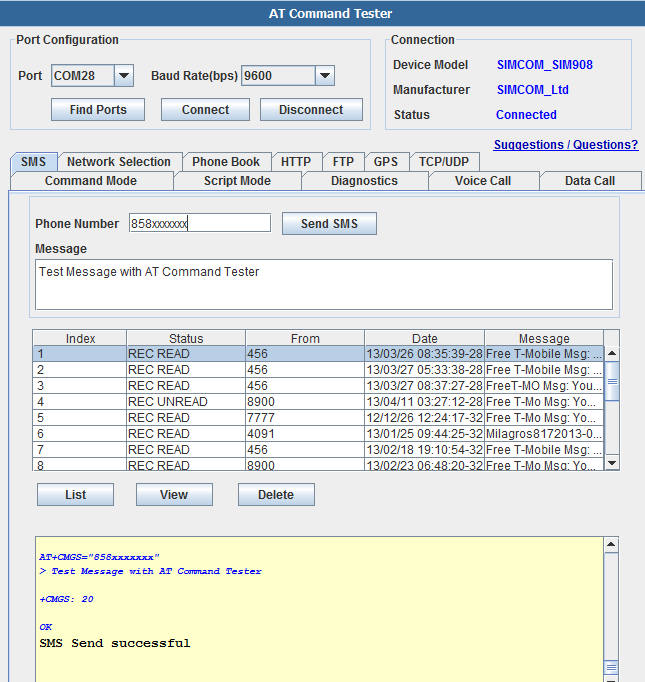 AT Command Tester
Port Configuration
Port COM28 Baud Rate(bps) 9600
Find Ports Connect Disconnect
Connection
Device Model SIMCOM_SIM908
Manufacturer SIMCOM_Ltd
Status Connected
Suggestions / Questions?
SMS Network Selection Phone Book HTTP FTP GPS TCP/UDP
Command Mode Script Mode Diagnostics Voice Call Data Call
Phone Number 858xxxxxxx Send SMS
Message
Test Message with AT Command Tester
Index Status From Date Message
1 REC READ 456 13/03/26 08:35:39-28 Free T-Mobile Msg: ...
2 REC READ 456 13/03/27 05:33:38-28 Free T-Mobile Msg: ...
3 REC READ 456 13/03/27 08:37:27-28 FreeT-MO Msg: You...
4 REC UNREAD 8900 13/04/11 03:27:12-28 Free T-Mo Msg: Yo...
5 REC READ 7777 12/12/26 12:24:17-32 Free T-Mo Msg: Yo...
6 REC READ 4091 13/01/25 09:44:25-32 Milagros8172013-0...
7 REC READ 456 13/02/18 19:10:54-32 Free T-Mobile Msg: ...
8 REC READ 8900 13/02/23 06:48:20-32 Free T-Mo Msg: Yo...
List View Delete
AT+CMGS="858xxxxxxx"
> Test Message with AT Command Tester
+CMGS: 20
OK
SMS Send successful